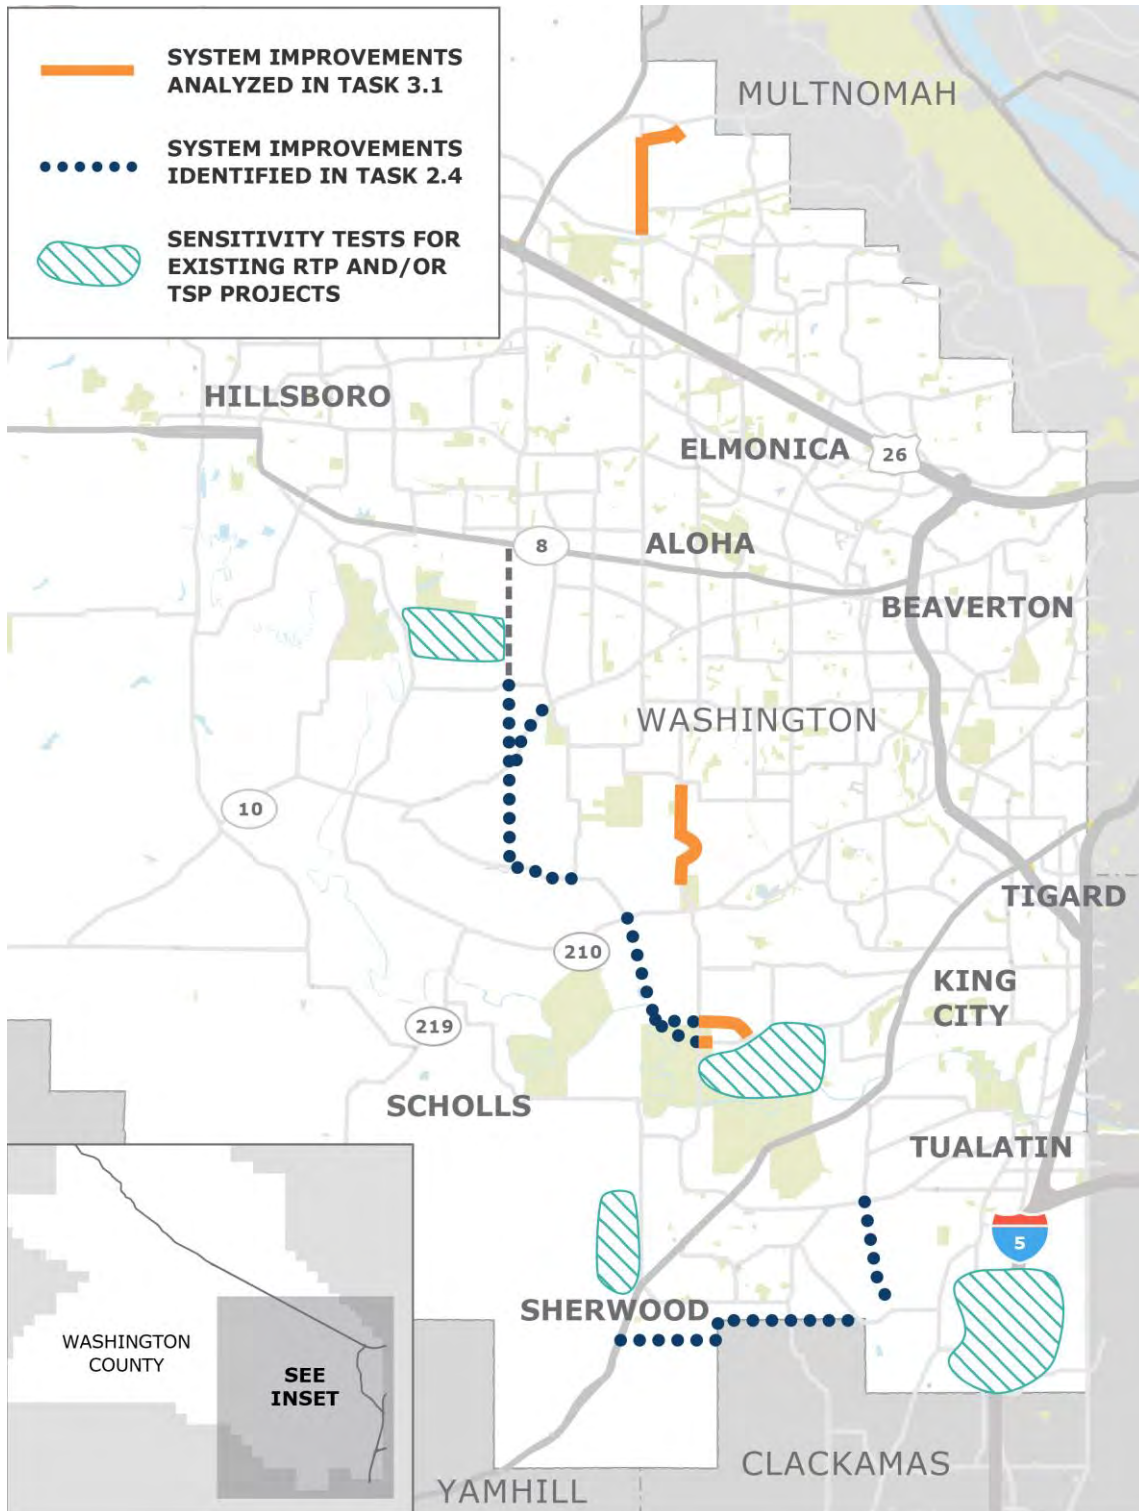 SYSTEM IMPROVEMENTS
ANALYZED IN TASK 3.1
SYSTEM IMPROVEMENTS
IDENTIFIED IN TASK 2.4
SENSITIVITY TESTS FOR
EXISTING RTP AND/OR
TSP PROJECTS
MULTNOMAH
HILLSBORO
ELMONICA
26
8
ALOHA
BEAVERTON
WASHINGTON
10
TIGARD
210
KING
CITY
219
SCHOLLS
TUALATIN
5
SHERWOOD
WASHINGTON
COUNTY
SEE
INSET
CLACKAMAS
YAMHILL